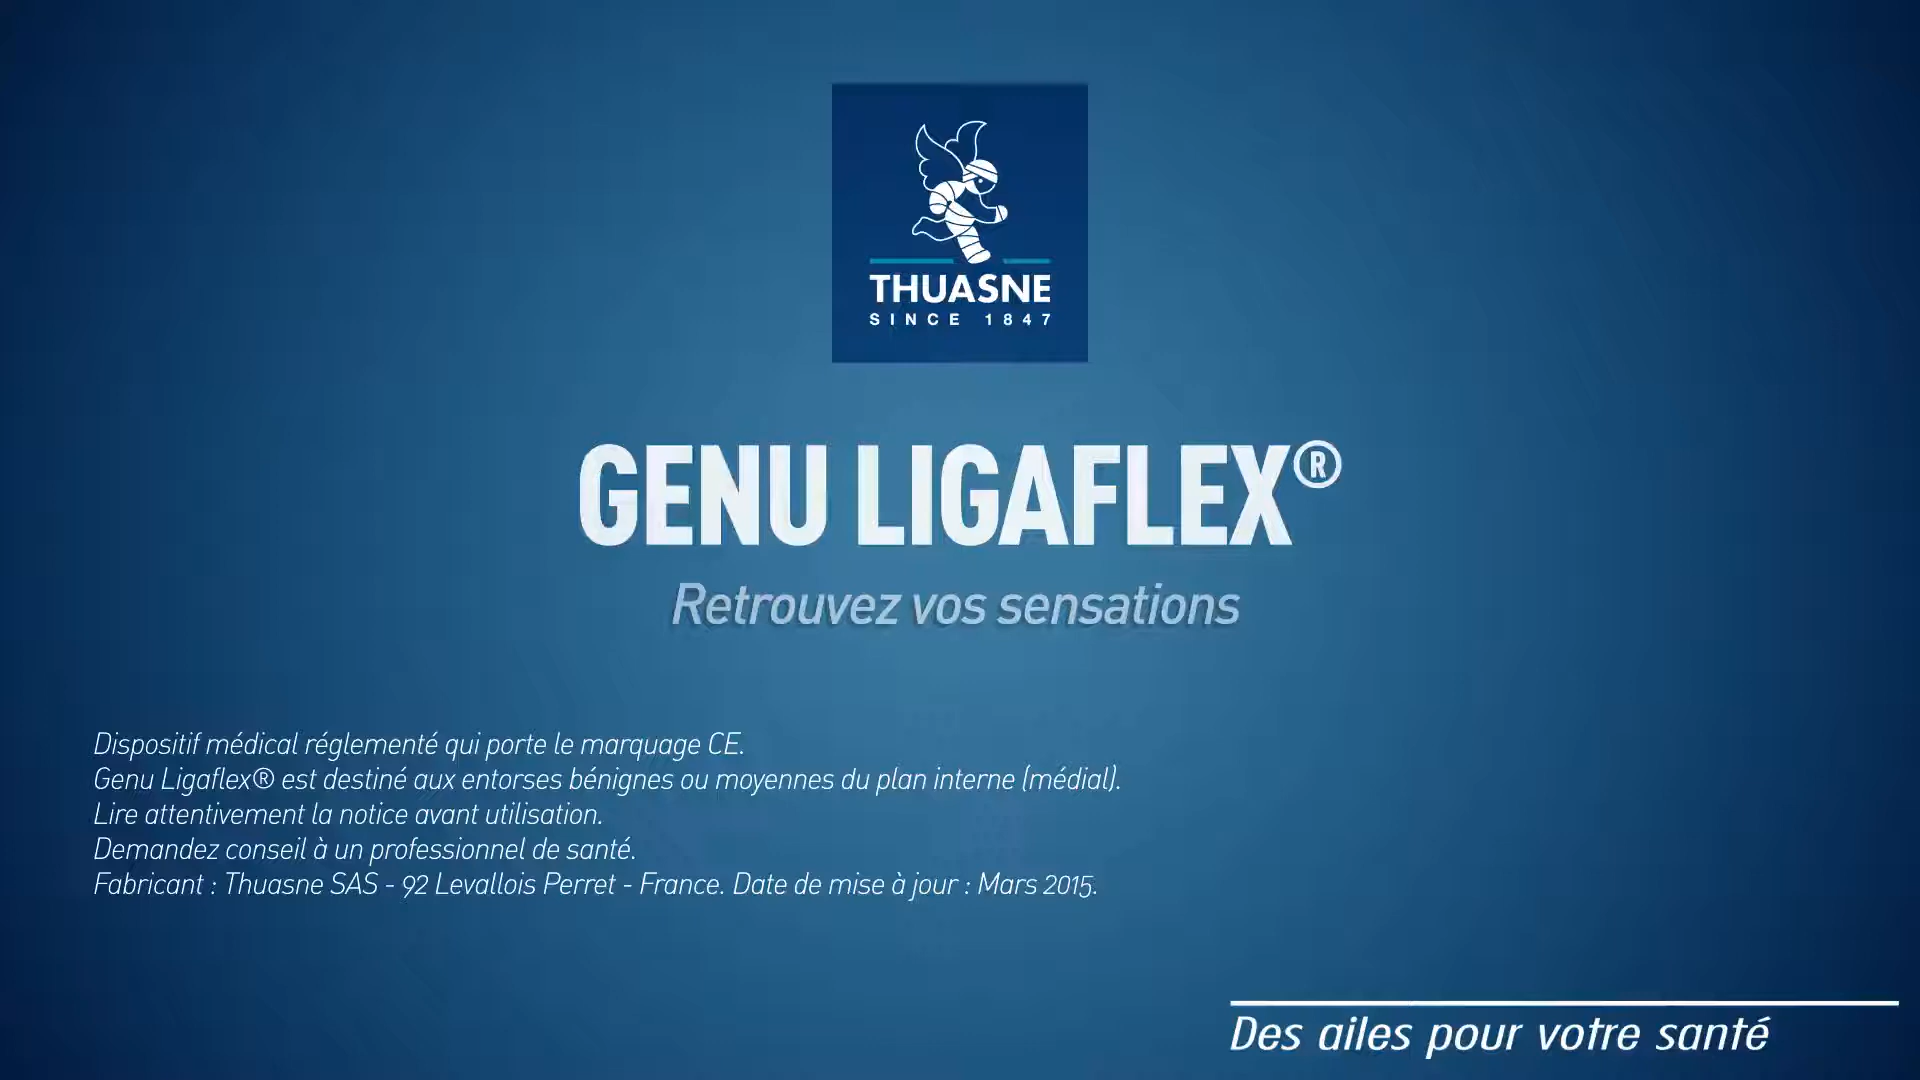 THUASNE
SINCE 1847
GENU LIGAFLEX®
Retrouvez vos sensations
Dispositif médical réglementé qui porte le marquage CE.
Genu Ligaflex® est destiné aux entorses bénignes ou moyennes du plan interne (médial).
Lire attentivement la notice avant utilisation.
Demandez conseil à un professionnel de santé.
Fabricant : Thuasne SAS - 92 Levallois Perret - France. Date de mise à jour : Mars 2015.
Des ailes pour votre santé